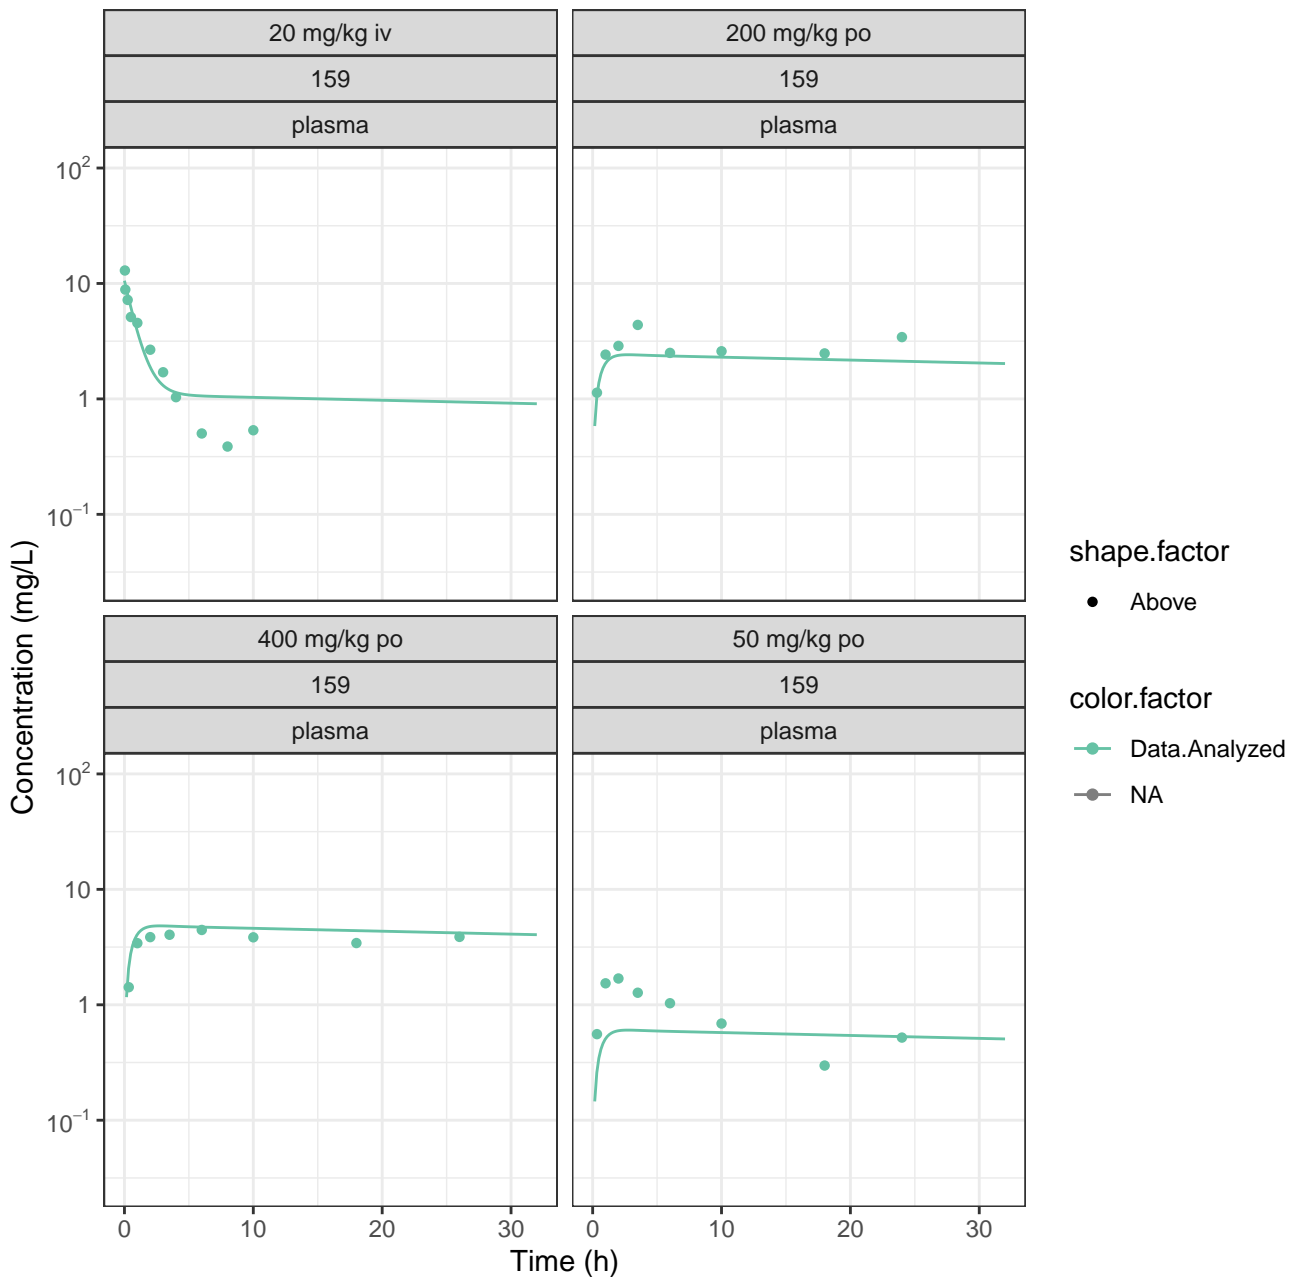 20 mg/kg iv
200 mg/kg po
159
159
plasma
plasma
10²
10
1
10⁻¹
Concentration (mg/L)
shape.factor
Above
color.factor
Data.Analyzed
NA
400 mg/kg po
50 mg/kg po
159
159
plasma
plasma
10²
10
1
10⁻¹
0 10 20 30
0 10 20 30
Time (h)